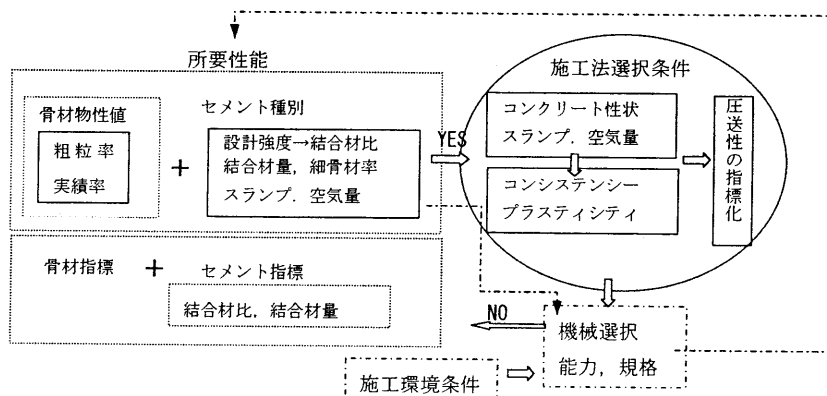 所要性能
骨材物性値
粗粒率
実績率
+
セメント種別
設計強度→結合材比
結合材量，細骨材率
スランプ．空気量
YES
施工法選択条件
コンクリート性状
スランプ．空気量
コンシステンシー
プラスティシティ
圧送性の指標化
骨材指標
+
セメント指標
結合材比，結合材量
NO
機械選択
能力，規格
施工環境条件